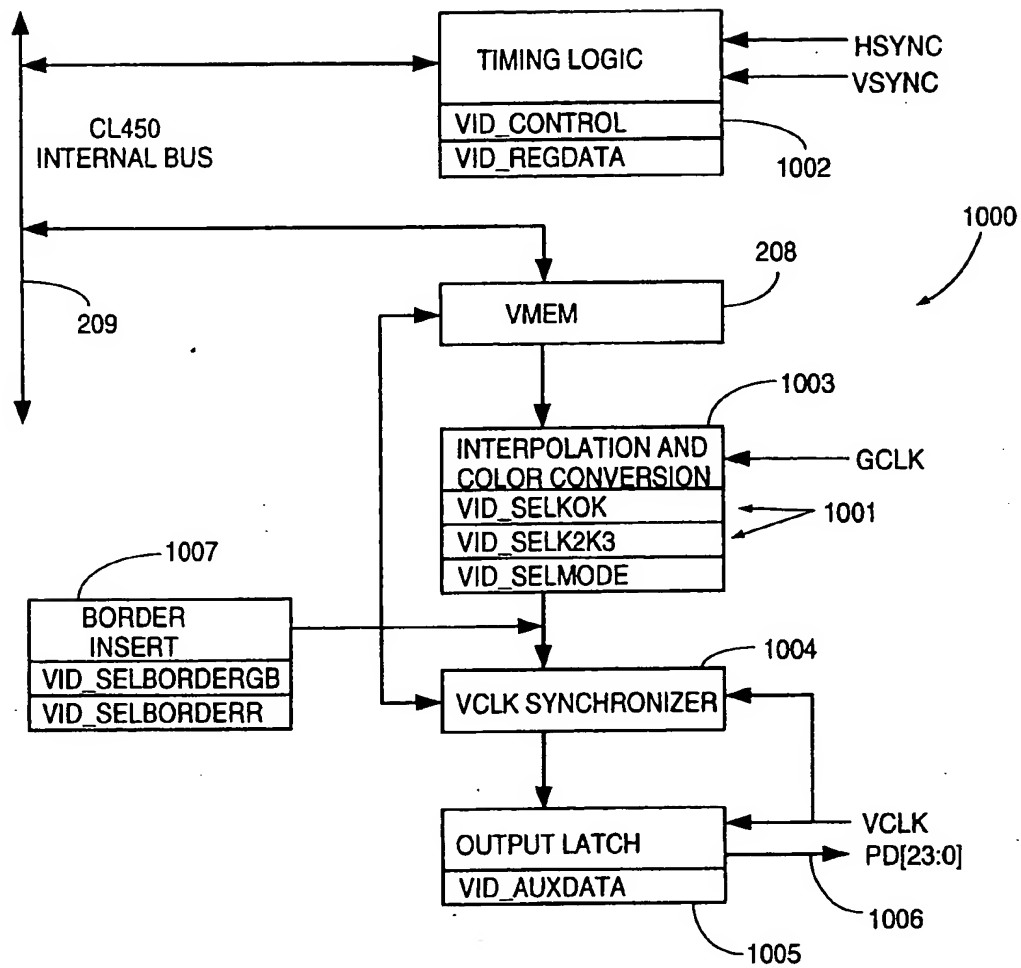 TIMING LOGIC
HSYNC
VSYNC
VID_CONTROL
VID_REGDATA
1002
CL450
INTERNAL BUS
1000
209
208
VMEM
1003
INTERPOLATION AND
COLOR CONVERSION
GCLK
VID_SELKOK
1001
VID_SELK2K3
VID_SELMODE
1007
BORDER
INSERT
VID_SELBORDERGB
VID_SELBORDERR
1004
VCLK SYNCHRONIZER
OUTPUT LATCH
VCLK
PD[23:0]
VID_AUXDATA
1006
1005